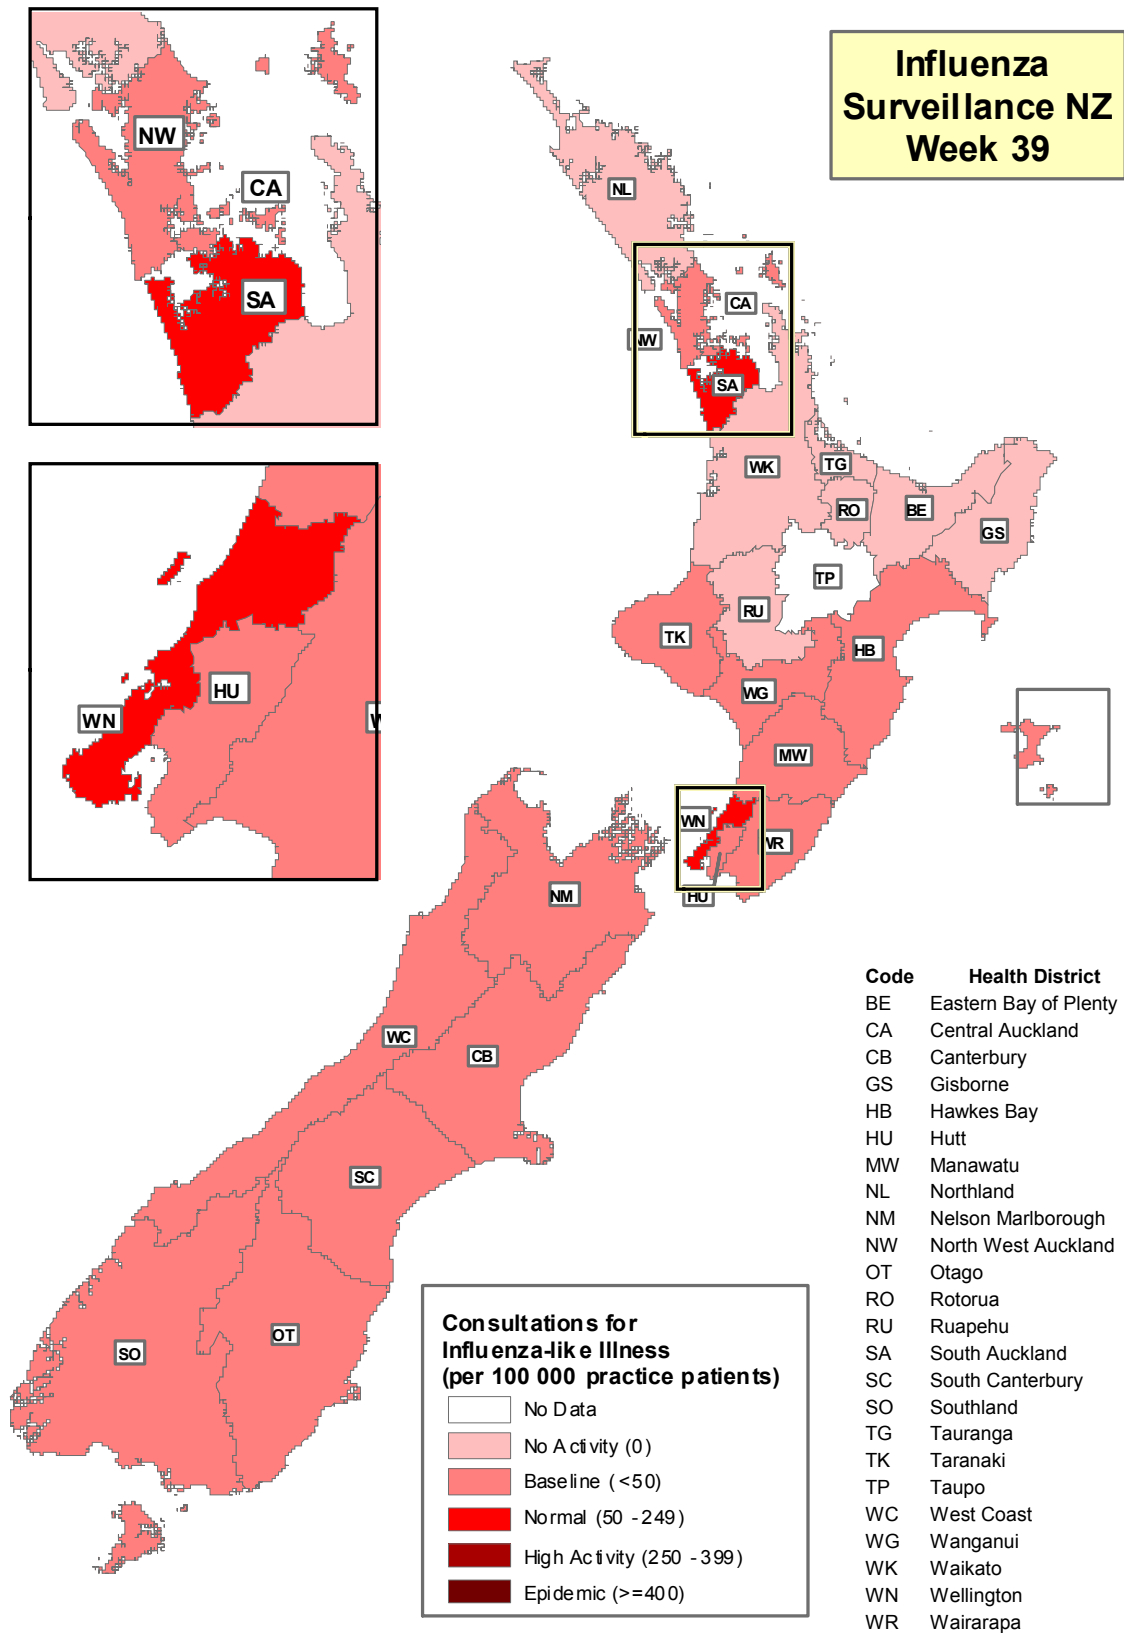 Influenza
Surveillance NZ
Week 39
NW
CA
SA
NL
CA
NW
SA
WK
TG
RO
BE
GS
TP
RU
TK
HB
WG
MW
HU
WN
W
WN
WR
HU
NM
WC
CB
SC
OT
SO
Code Health District
BE Eastern Bay of Plenty
CA Central Auckland
CB Canterbury
GS Gisborne
HB Hawkes Bay
HU Hutt
MW Manawatu
NL Northland
NM Nelson Marlborough
NW North West Auckland
OT Otago
RO Rotorua
RU Ruapehu
SA South Auckland
SC South Canterbury
SO Southland
TG Tauranga
TK Taranaki
TP Taupo
WC West Coast
WG Wanganui
WK Waikato
WN Wellington
WR Wairarapa
Consultations for
Influenza-like Illness
(per 100 000 practice patients)
No Data
No Activity (0)
Baseline (<50)
Normal (50 - 249)
High Activity (250 - 399)
Epidemic (>=400)